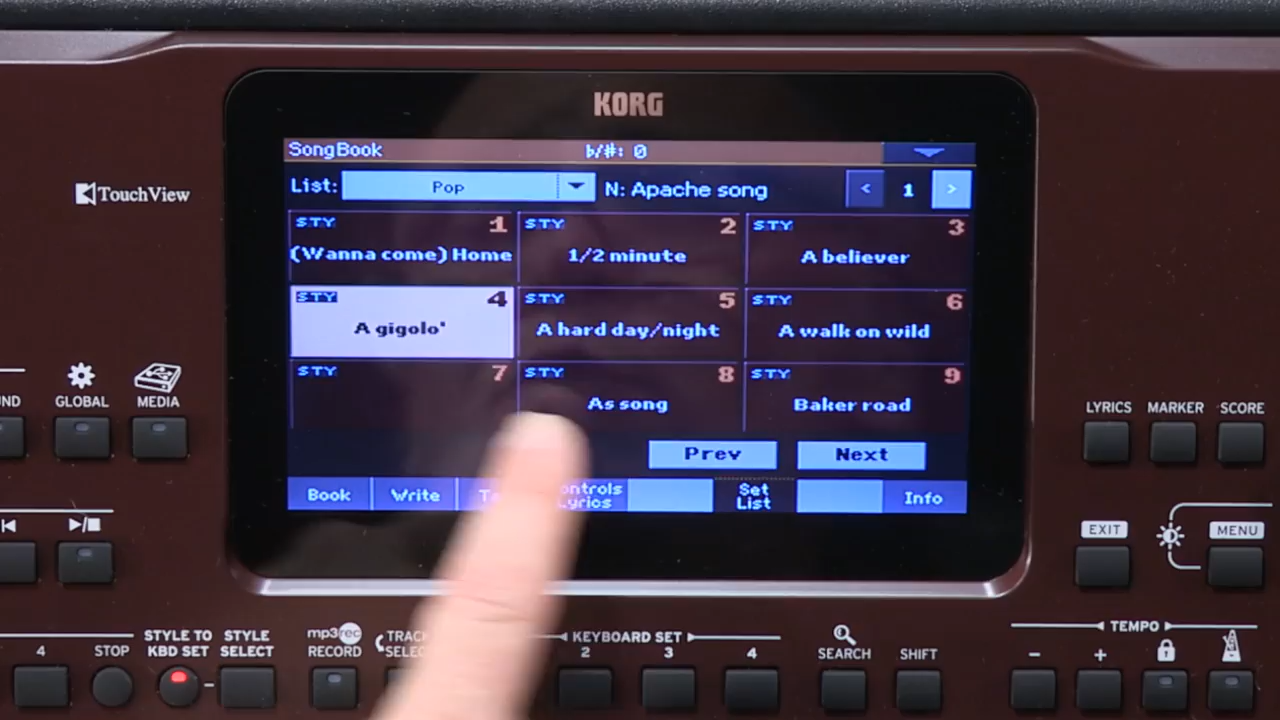 KORG
TouchView
SongBook b/#: 0
List: Pop N: Apache song < 1 >
STY 1 STY 2 STY 3
(Wanna come) Home 1/2 minute A believer
STY 4 STY 5 STY 6
A gigolo' A hard day/night A walk on wild
STY 7 STY 8 STY 9
As song Baker road
Prev Next
Book Write Set List Info
GLOBAL MEDIA
LYRICS MARKER SCORE
EXIT MENU
4 STOP
STYLE TO KBD SET
STYLE SELECT
mp3rec
RECORD
KEYBOARD SET
2 3 4
SEARCH SHIFT
TEMPO
- +